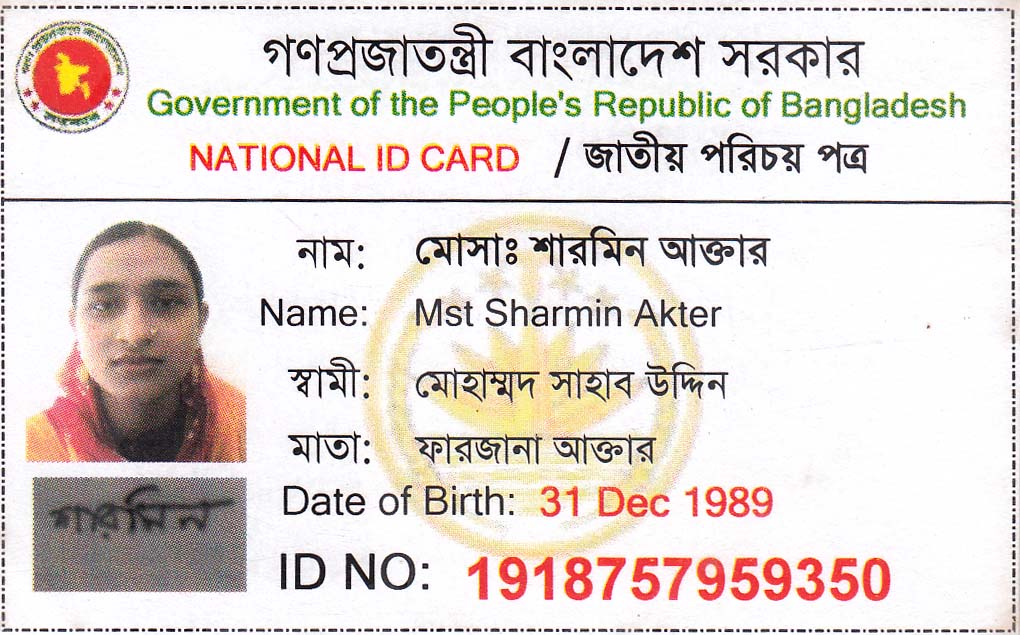 গণপ্রজাতন্ত্রী বাংলাদেশ সরকার
Government of the People's Republic of Bangladesh
NATIONAL ID CARD / জাতীয় পরিচয় পত্র
নাম: মোসাঃ শারমিন আক্তার
Name: Mst Sharmin Akter
স্বামী: মোহাম্মদ সাহাব উদ্দিন
মাতা: ফারজানা আক্তার
Date of Birth: 31 Dec 1989
শারমিন
ID NO: 1918757959350